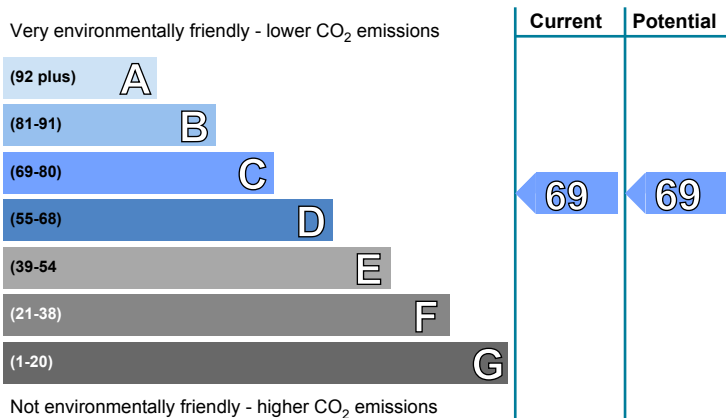 Very environmentally friendly - lower CO2 emissions
Current
Potential
(92 plus) A
(81-91) B
(69-80) C
69
69
(55-68) D
(39-54 E
(21-38) F
(1-20) G
Not environmentally friendly - higher CO2 emissions